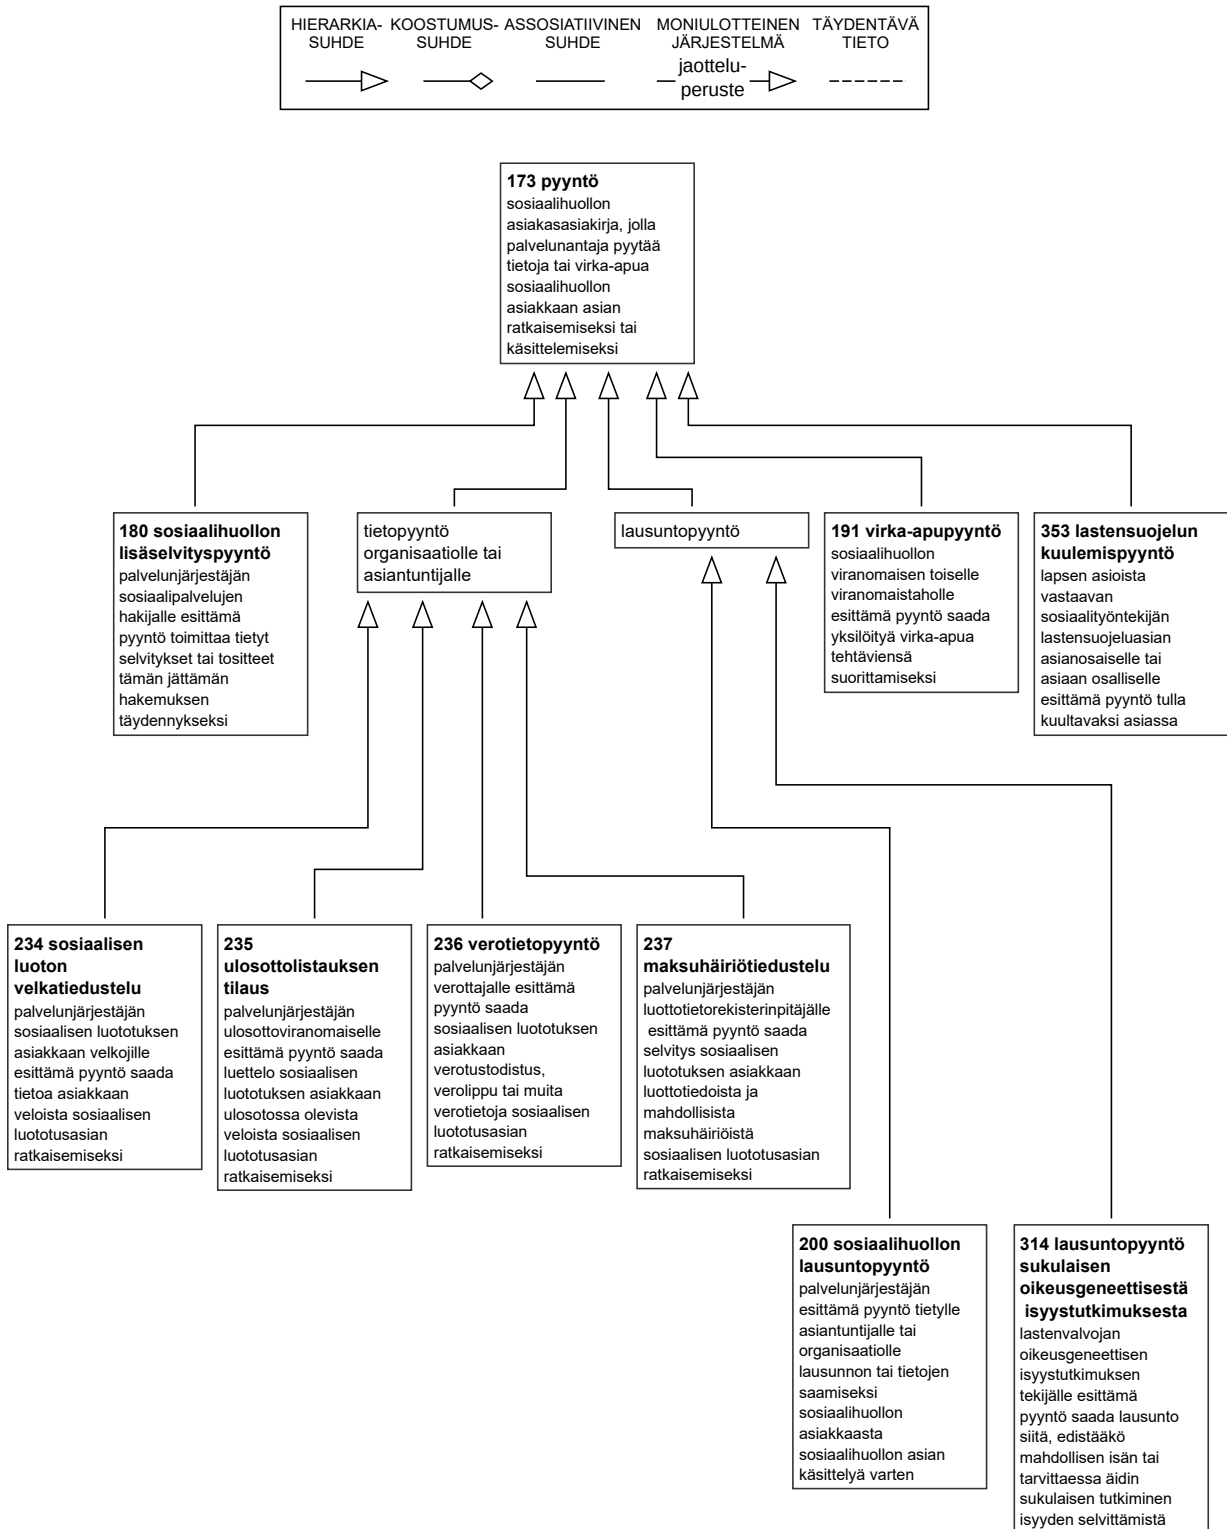 HIERARKIA-
SUHDE
KOOSTUMUS-
SUHDE
ASSOSIATIIVINEN
SUHDE
MONIULOTTEINEN
JÄRJESTELMÄ
jaottelu-
peruste
TÄYDENTÄVÄ
TIETO
173 pyyntö
sosiaalihuollon
asiakasasiakirja, jolla
palvelunantaja pyytää
tietoja tai virka-apua
sosiaalihuollon
asiakkaan asian
ratkaisemiseksi tai
käsittelemiseksi
180 sosiaalihuollon
lisäselvityspyyntö
palvelunjärjestäjän
sosiaalipalvelujen
hakijalle esittämä
pyyntö toimittaa tietyt
selvitykset tai tositteet
tämän jättämän
hakemuksen
täydennykseksi
tietopyyntö
organisaatiolle tai
asiantuntijalle
lausuntopyyntö
191 virka-apupyyntö
sosiaalihuollon
viranomaisen toiselle
viranomaistaholle
esittämä pyyntö saada
yksilöityä virka-apua
tehtäviensä
suorittamiseksi
353 lastensuojelun
kuulemispyyntö
lapsen asioista
vastaavan
sosiaalityöntekijän
lastensuojeluasian
asianosaiselle tai
asiaan osalliselle
esittämä pyyntö tulla
kuultavaksi asiassa
234 sosiaalisen
luoton
velkatiedustelu
palvelunjärjestäjän
sosiaalisen luototuksen
asiakkaan velkojille
esittämä pyyntö saada
tietoa asiakkaan
veloista sosiaalisen
luototusasian
ratkaisemiseksi
235
ulosottolistauksen
tilaus
palvelunjärjestäjän
ulosottoviranomaiselle
esittämä pyyntö saada
luettelo sosiaalisen
luototuksen asiakkaan
ulosotossa olevista
veloista sosiaalisen
luototusasian
ratkaisemiseksi
236 verotietopyyntö
palvelunjärjestäjän
verottajalle esittämä
pyyntö saada
sosiaalisen luototuksen
asiakkaan
verotustodistus,
verolippu tai muita
verotietoja sosiaalisen
luototusasian
ratkaisemiseksi
237
maksuhäiriötiedustelu
palvelunjärjestäjän
luottotietorekisterinpitäjälle
esittämä pyyntö saada
selvitys sosiaalisen
luototuksen asiakkaan
luottotiedoista ja
mahdollisista
maksuhäiriöistä
sosiaalisen luototusasian
ratkaisemiseksi
200 sosiaalihuollon
lausuntopyyntö
palvelunjärjestäjän
esittämä pyyntö tietylle
asiantuntijalle tai
organisaatiolle
lausunnon tai tietojen
saamiseksi
sosiaalihuollon
asiakkaasta
sosiaalihuollon asian
käsittelyä varten
314 lausuntopyyntö
sukulaisen
oikeusgeneettisestä
isyystutkimuksesta
lastenvalvojan
oikeusgeneettisen
isyystutkimuksen
tekijälle esittämä
pyyntö saada lausunto
siitä, edistääkö
mahdollisen isän tai
tarvittaessa äidin
sukulaisen tutkiminen
isyyden selvittämistä